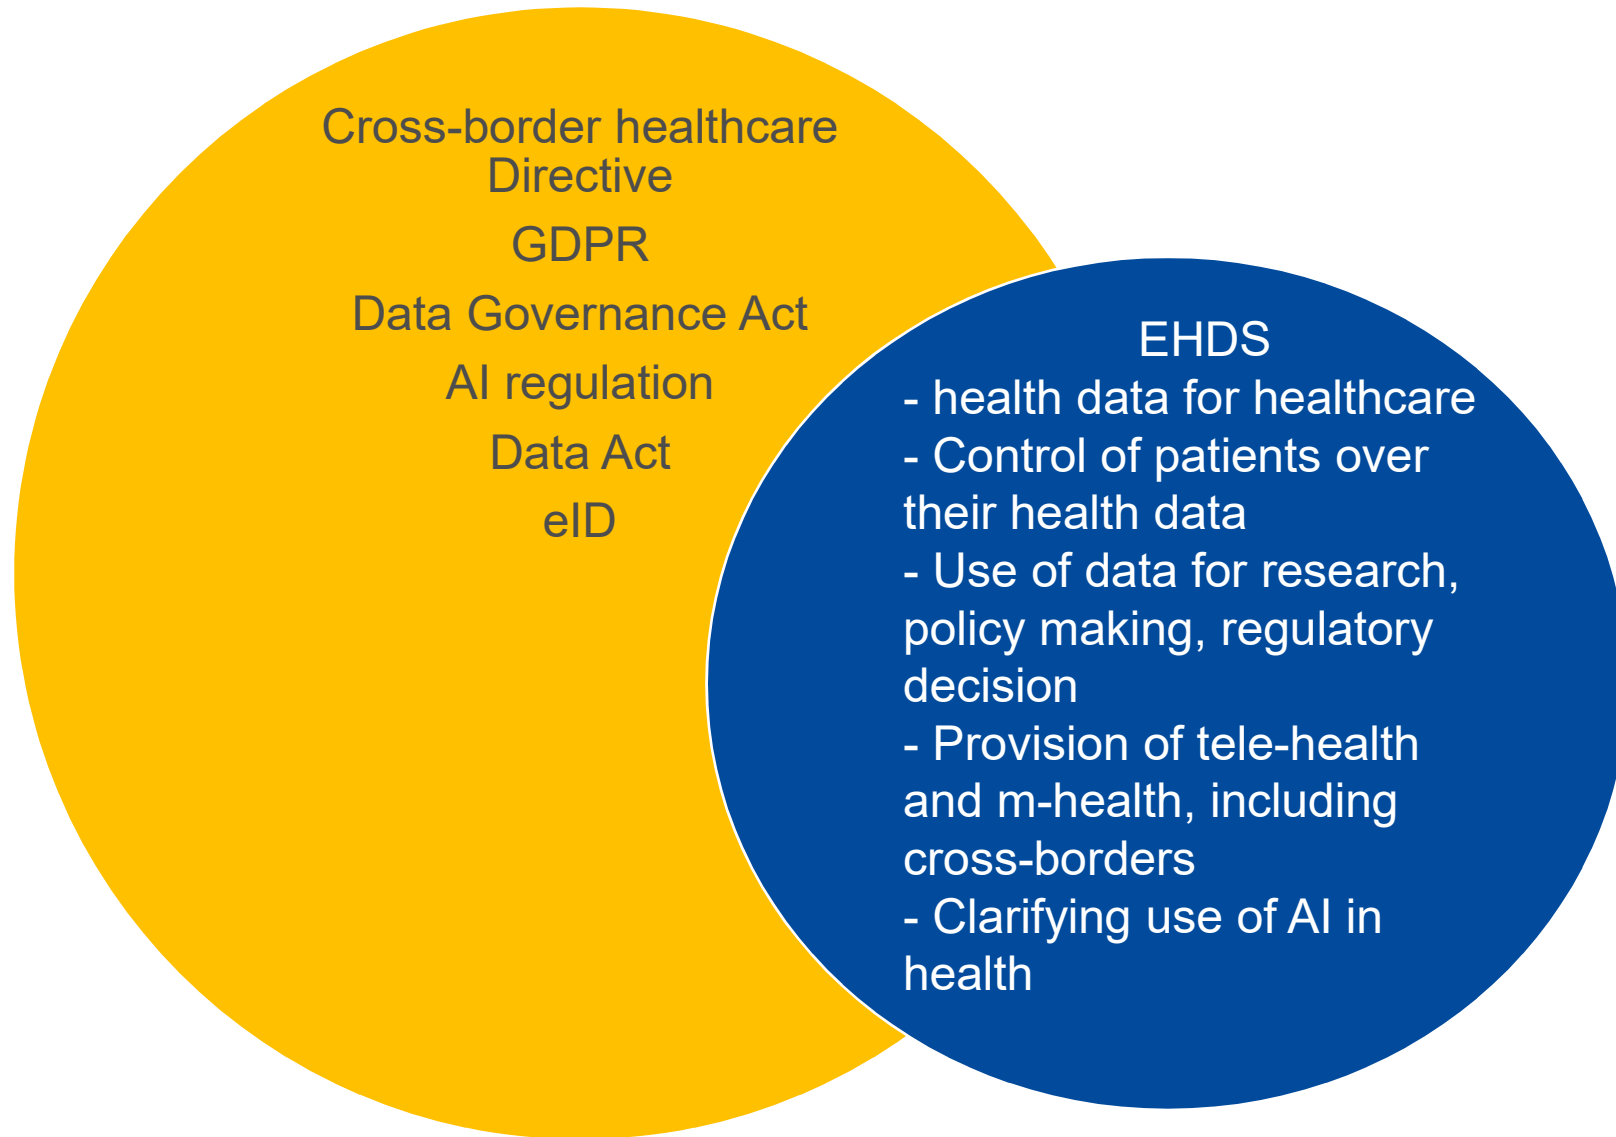 Cross-border healthcare
Directive
GDPR
Data Governance Act
AI regulation
Data Act
eID
EHDS
- health data for healthcare
- Control of patients over
their health data
- Use of data for research,
policy making, regulatory
decision
- Provision of tele-health
and m-health, including
cross-borders
- Clarifying use of AI in
health